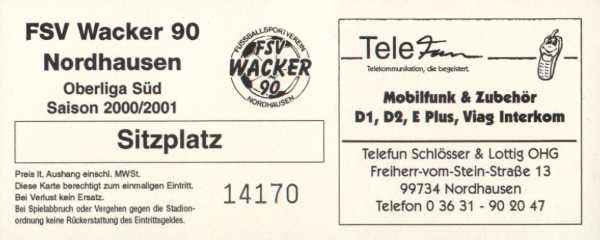 FSV Wacker 90
Nordhausen
Oberliga Süd
Saison 2000/2001
FUSSBALLSPORTVEREIN
FSV
WACKER
90
NORDHAUSEN
Sitzplatz
Preis lt. Aushang einschl. MWSt.
Diese Karte berechtigt zum einmaligen Eintritt.
Bei Verlust kein Ersatz.
Bei Spielabbruch oder Vergehen gegen die Stadion-
ordnung keine Rückerstattung des Eintrittsgeldes.
14170
Tele Fun
Telekommunikation, die begeistert.
Mobilfunk & Zubehör
D1, D2, E Plus, Viag Interkom
Telefun Schlösser & Lottig OHG
Freiherr-vom-Stein-Straße 13
99734 Nordhausen
Telefon 0 36 31 - 90 20 47